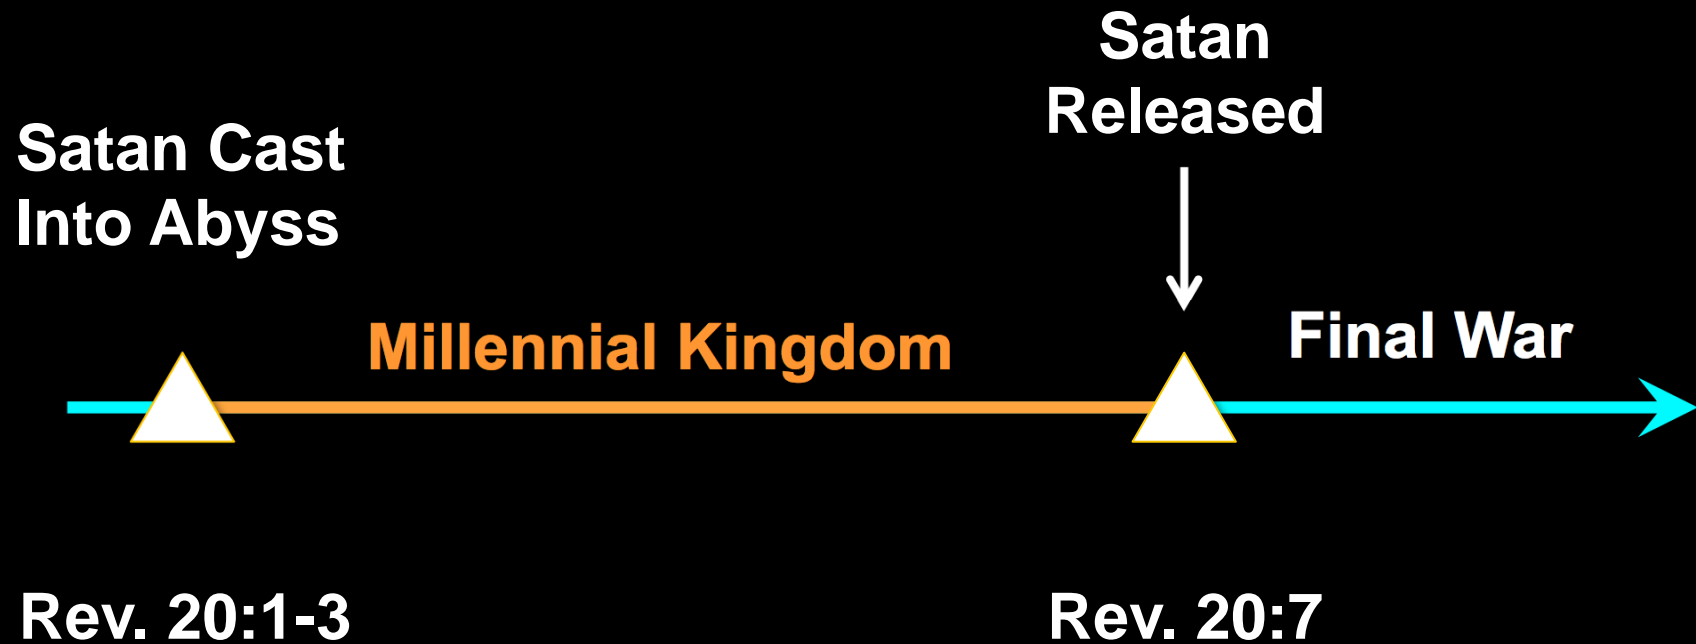 Satan
Released
Satan Cast
Into Abyss
Millennial Kingdom
Final War
Rev. 20:1-3
Rev. 20:7